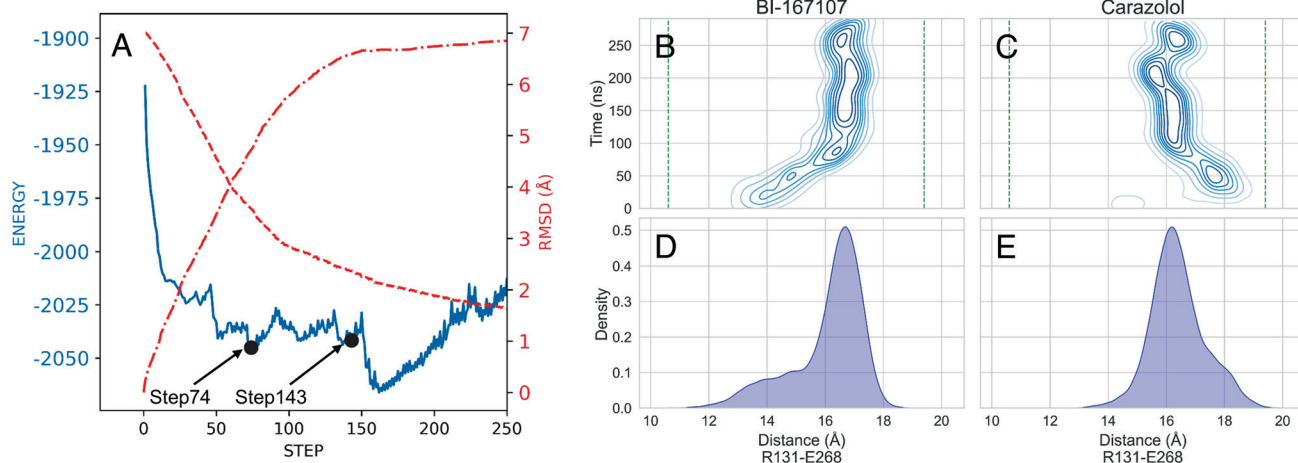 A
-1900
-1925
-1950
-1975
-2000
-2025
-2050
ENERGY
7
6
5
4
3
2
1
0
RMSD (Å)
Step74
Step143
0
50
100
150
200
250
STEP
BI-167107
Carazolol
B
C
250
200
150
100
50
0
Time (ns)
D
E
0.5
0.4
0.3
0.2
0.1
0.0
Density
10
12
14
16
18
20
Distance (Å)
R131-E268
10
12
14
16
18
20
Distance (Å)
R131-E268